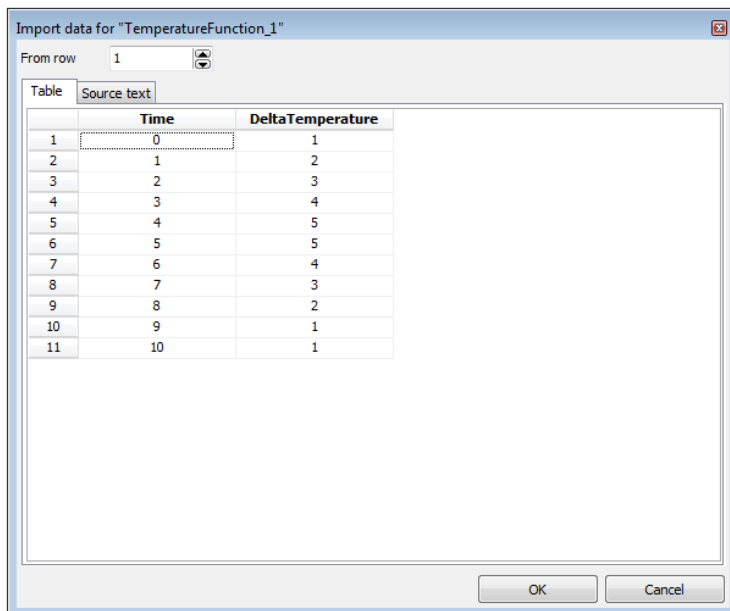 Import data for "TemperatureFunction_1"
From row 1
Table Source text
Time DeltaTemperature
1 0 1
2 1 2
3 2 3
4 3 4
5 4 5
6 5 5
7 6 4
8 7 3
9 8 2
10 9 1
11 10 1
OK Cancel